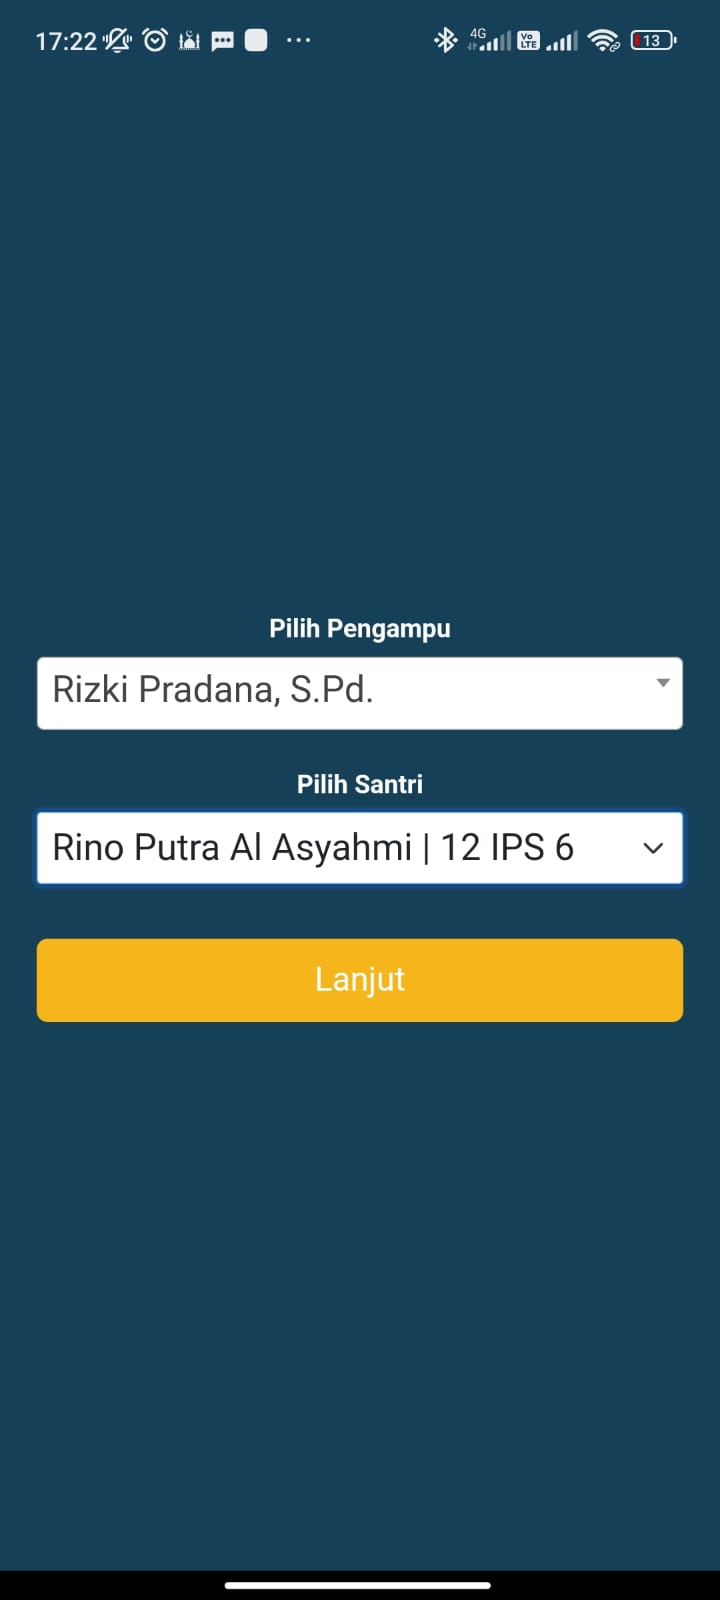 17:22
4G
Vo
LTE
13
Pilih Pengampu
Rizki Pradana, S.Pd.
Pilih Santri
Rino Putra Al Asyahmi | 12 IPS 6
Lanjut